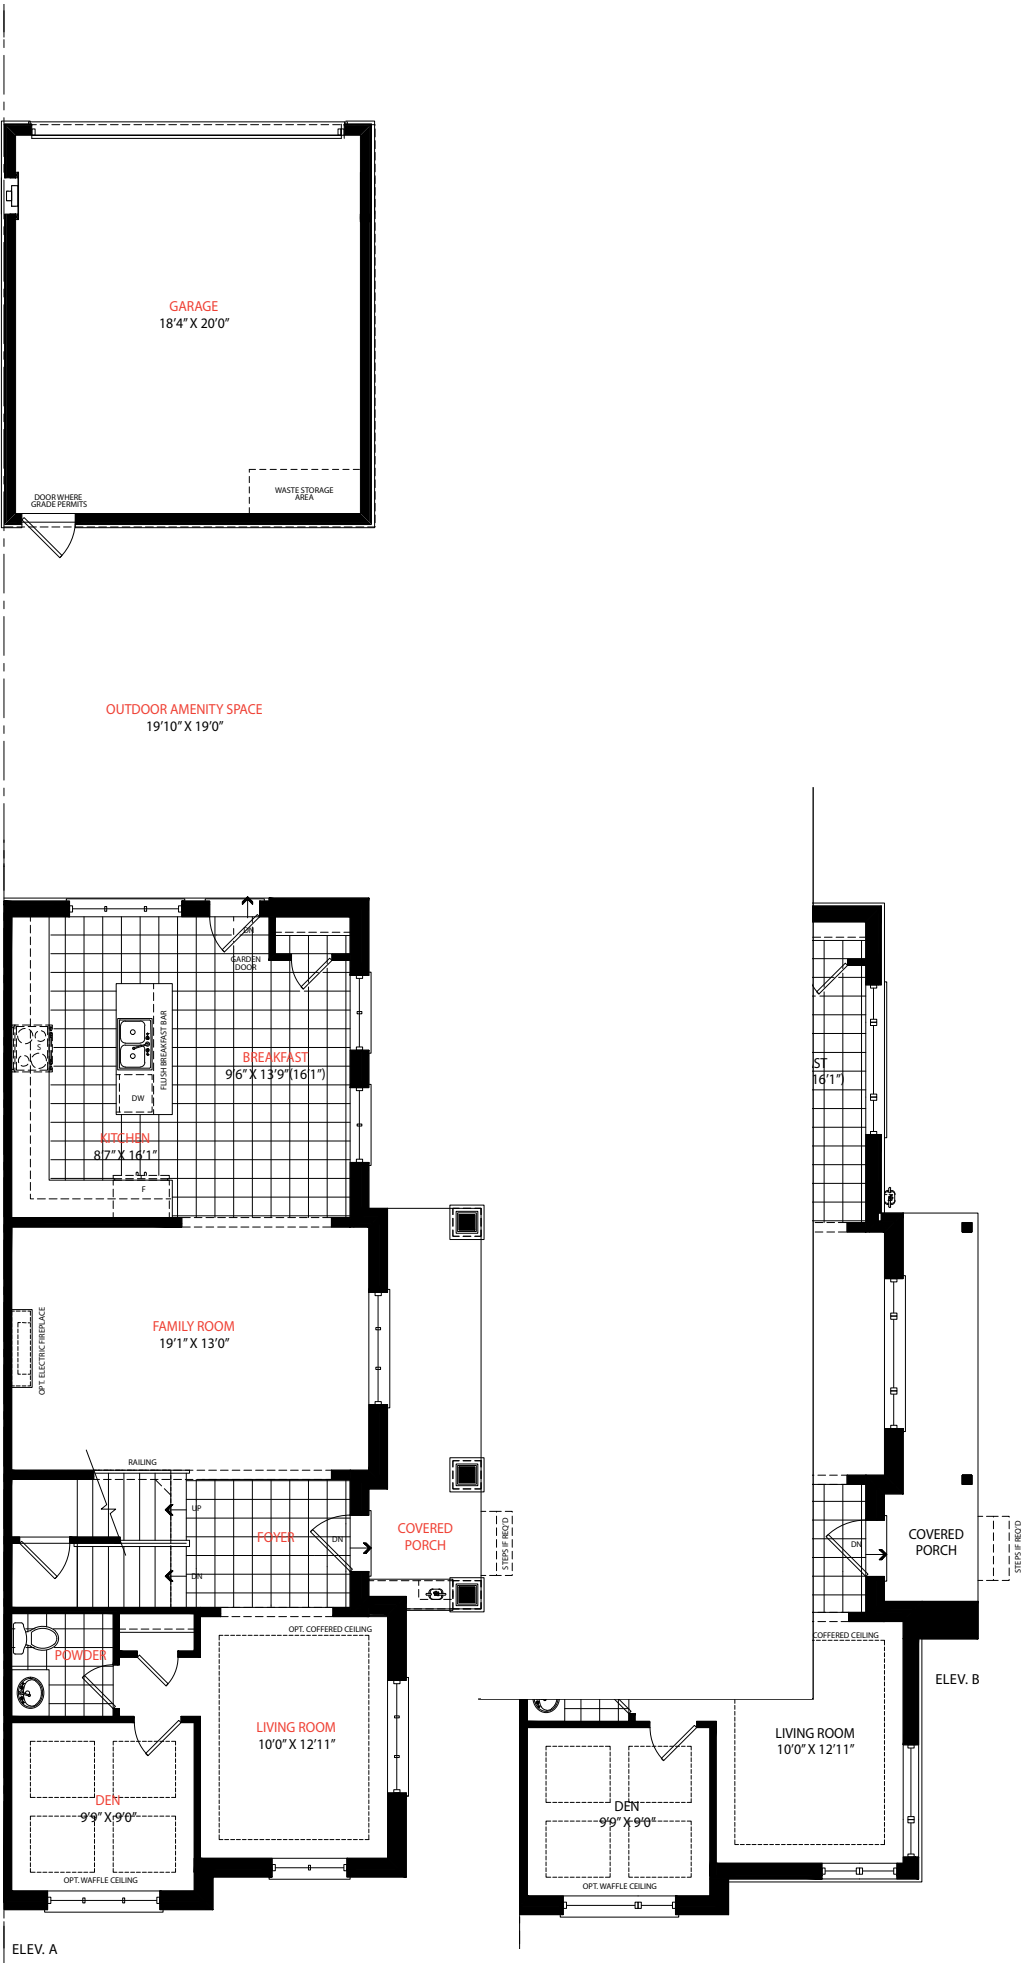 GARAGE
18'4" X 20'0"
DOOR WHERE
GRADE PERMITS
WASTE STORAGE
AREA
OUTDOOR AMENITY SPACE
19'10" X 19'0"
DN
GARDEN
DOOR
S
FLUSH BREAKFAST BAR
BREAKFAST
9'6" X 13'9"(16'1")
DW
KITCHEN
8'7" X 16'1"
F
ST
16'1")
FAMILY ROOM
19'1" X 13'0"
OPT. ELECTRIC FIREPLACE
RAILING
UP
FOYER
DN
COVERED
PORCH
STEPS IF REQ'D
DN
DN
COVERED
PORCH
STEPS IF REQ'D
OPT. COFFERED CEILING
COFFERED CEILING
POWDER
ELEV. B
LIVING ROOM
10'0" X 12'11"
LIVING ROOM
10'0" X 12'11"
DEN
9'9" X 9'0"
DEN
9'9" X 9'0"
OPT. WAFFLE CEILING
OPT. WAFFLE CEILING
ELEV. A